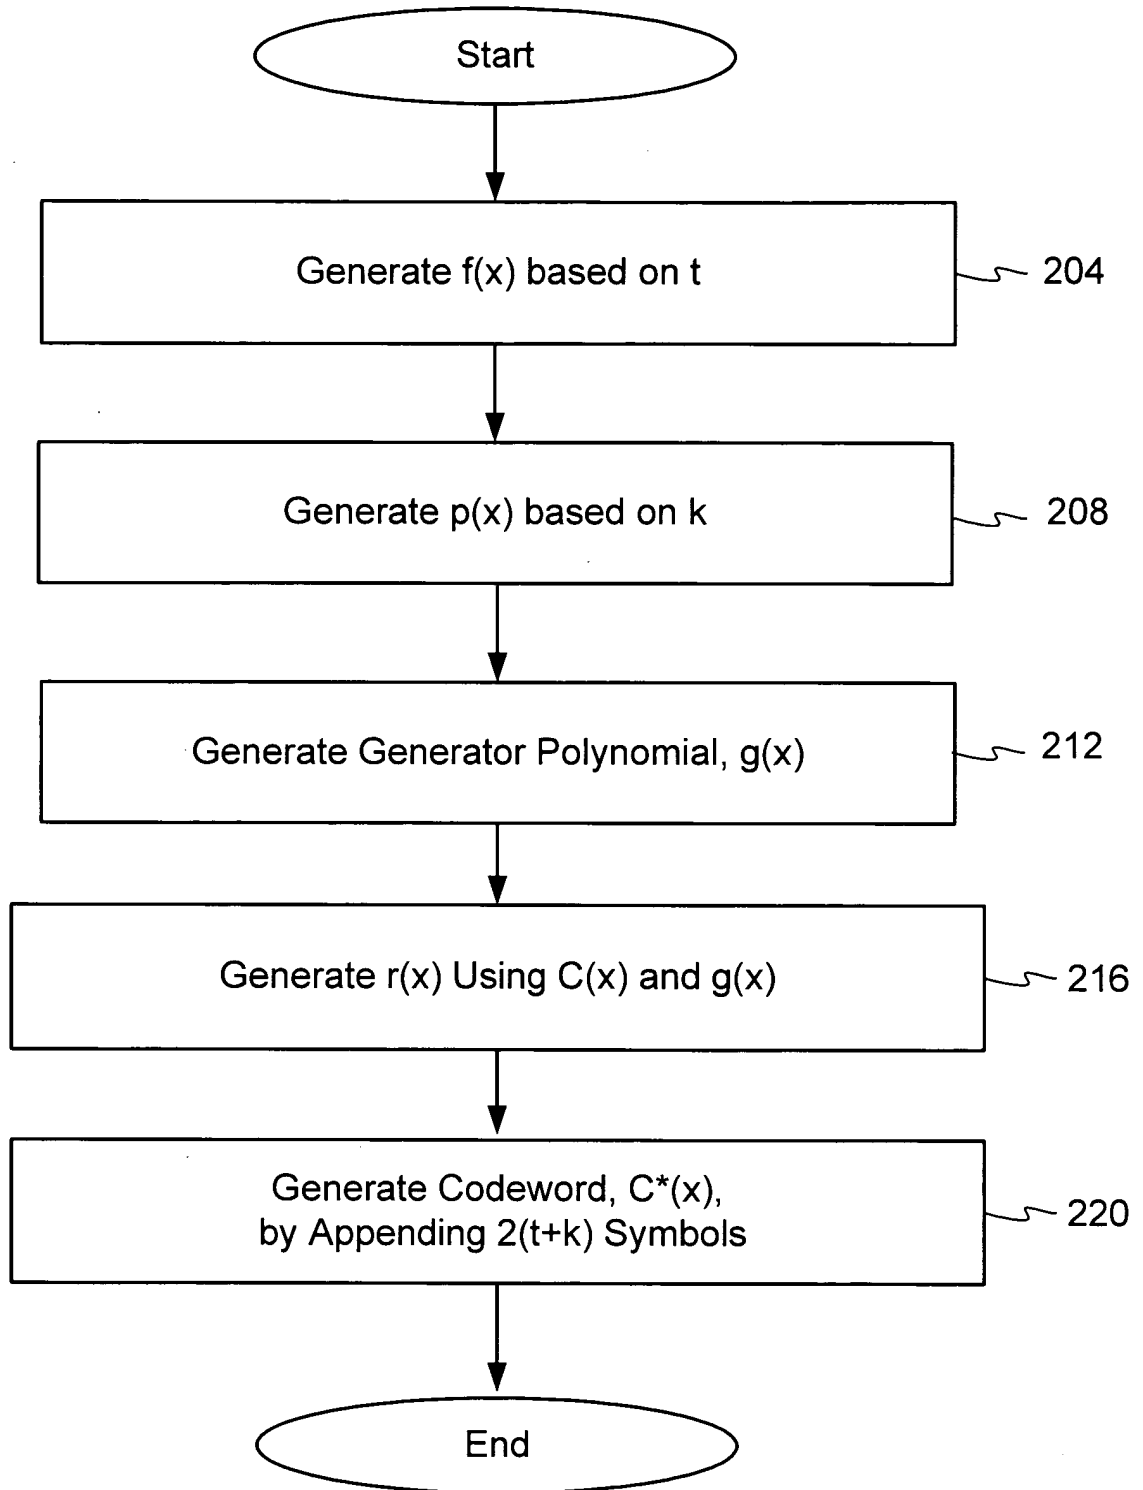 Start
Generate f(x) based on t
204
Generate p(x) based on k
208
Generate Generator Polynomial, g(x)
212
Generate r(x) Using C(x) and g(x)
216
Generate Codeword, C*(x),
by Appending 2(t+k) Symbols
220
End